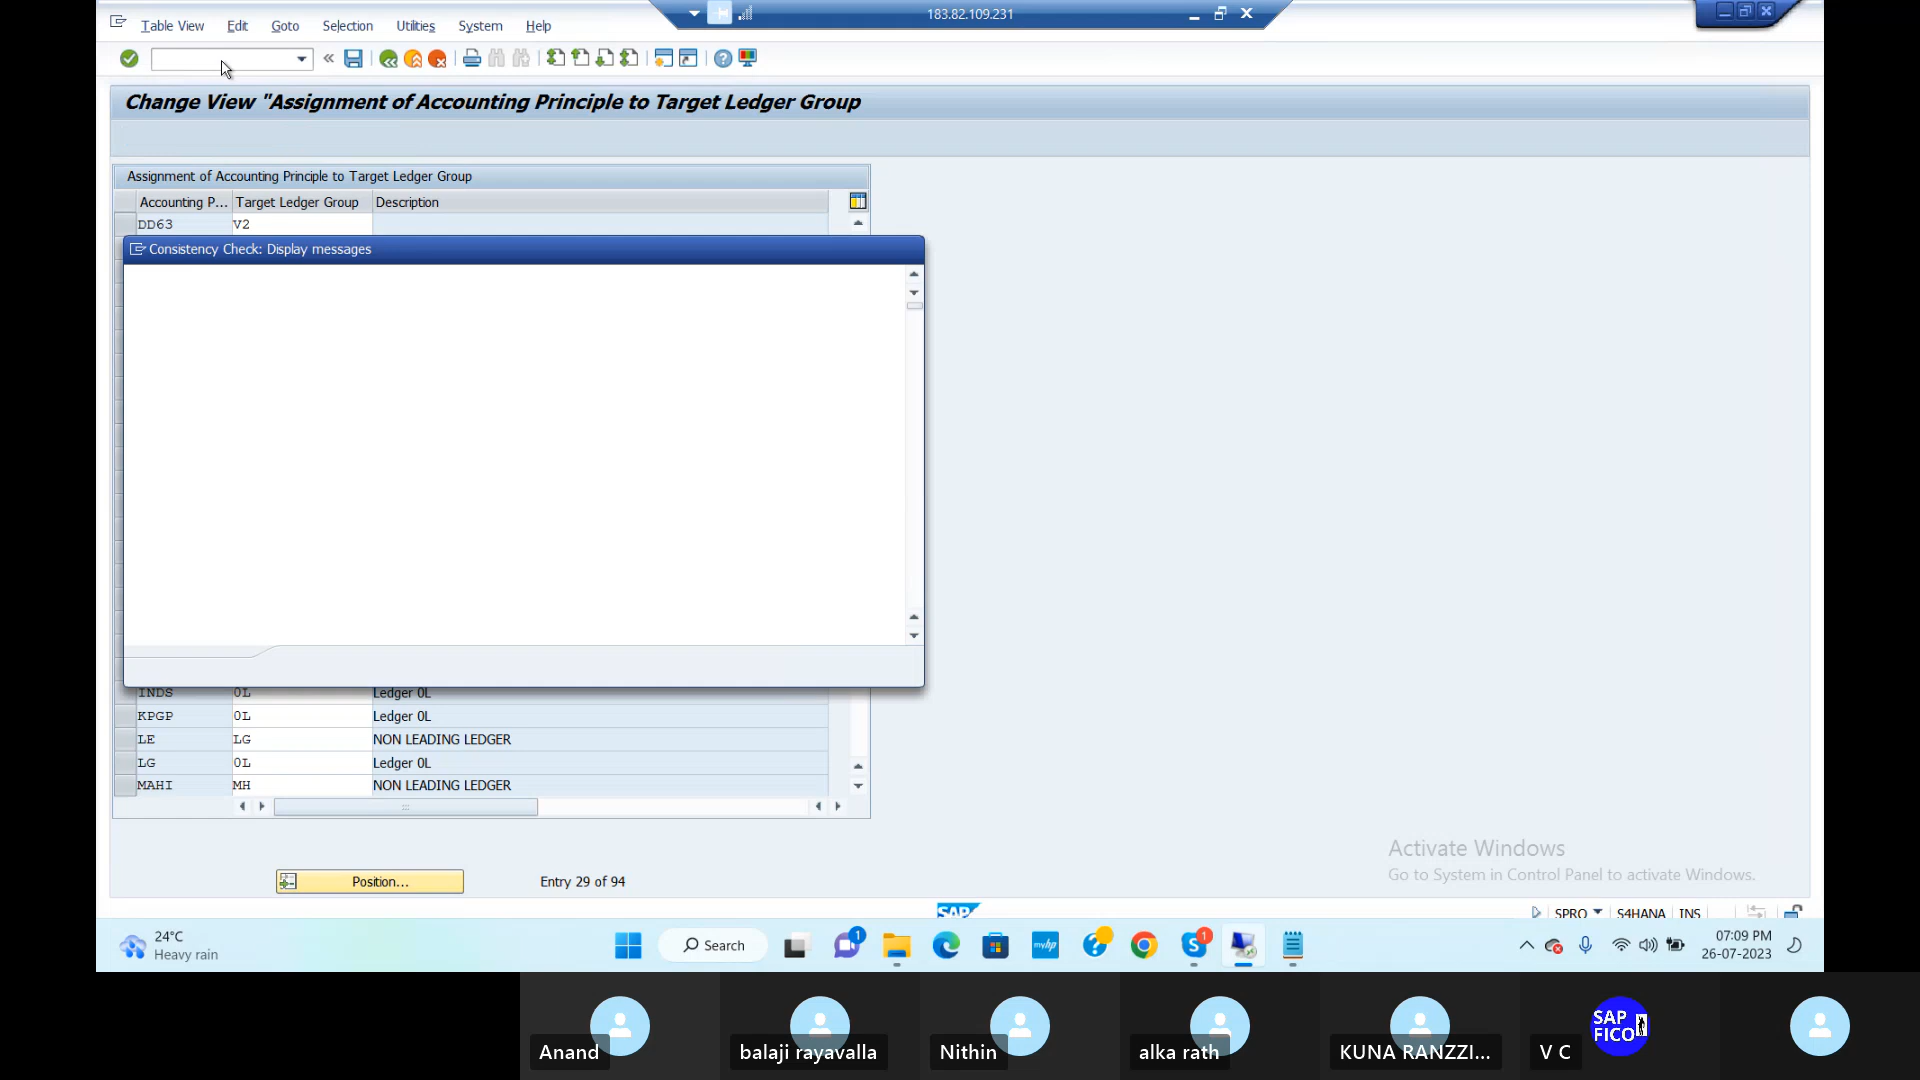 183.82.109.231
Table View Edit Goto Selection Utilities System Help
Change View "Assignment of Accounting Principle to Target Ledger Group
Assignment of Accounting Principle to Target Ledger Group
Accounting P... Target Ledger Group Description
DD63 V2
Consistency Check: Display messages
INDS 0L Ledger 0L
KPGP 0L Ledger 0L
LE LG NON LEADING LEDGER
LG 0L Ledger 0L
MAHI MH NON LEADING LEDGER
Position... Entry 29 of 94
Activate Windows
Go to System in Control Panel to activate Windows.
SAP
SPRO S4HANA INS
24°C
Heavy rain
Search
1
myhp
1
07:09 PM
26-07-2023
SAP
FICO
Anand balaji rayavalla Nithin alka rath KUNA RANZZI... V C